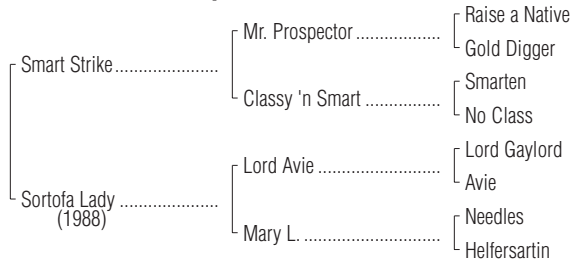 Raise a Native
Mr. Prospector ..................
Gold Digger
Smart Strike ......................
Smarten
Classy 'n Smart ................
No Class
Lord Gaylord
Lord Avie ..........................
Avie
Sortofa Lady .....................
(1988)
Needles
Mary L. .............................
Helfersartin